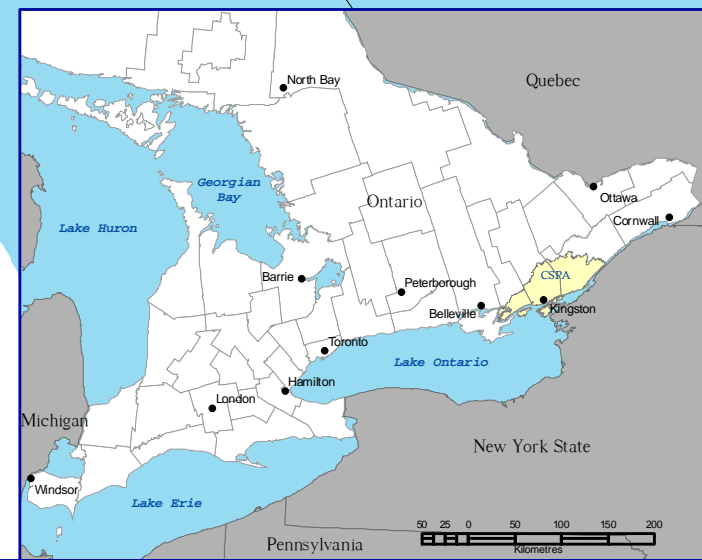 North Bay
Quebec
Georgian
Bay
Ontario
Ottawa
Cornwall
Lake Huron
Barrie
CSPA
Peterborough
Belleville
Kingston
Toronto
Lake Ontario
Hamilton
London
Michigan
New York State
Windsor
Lake Erie
50 25 0 50 100 150 200
Kilometres
Pennsylvania